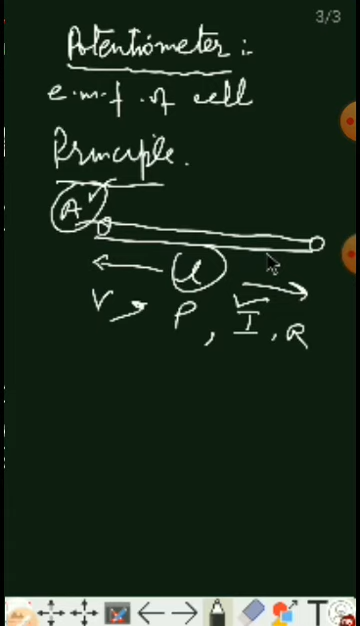 3/3
Potentiometer :-
e.m.f. of cell
Principle.
A
l
V → P, I, R
T